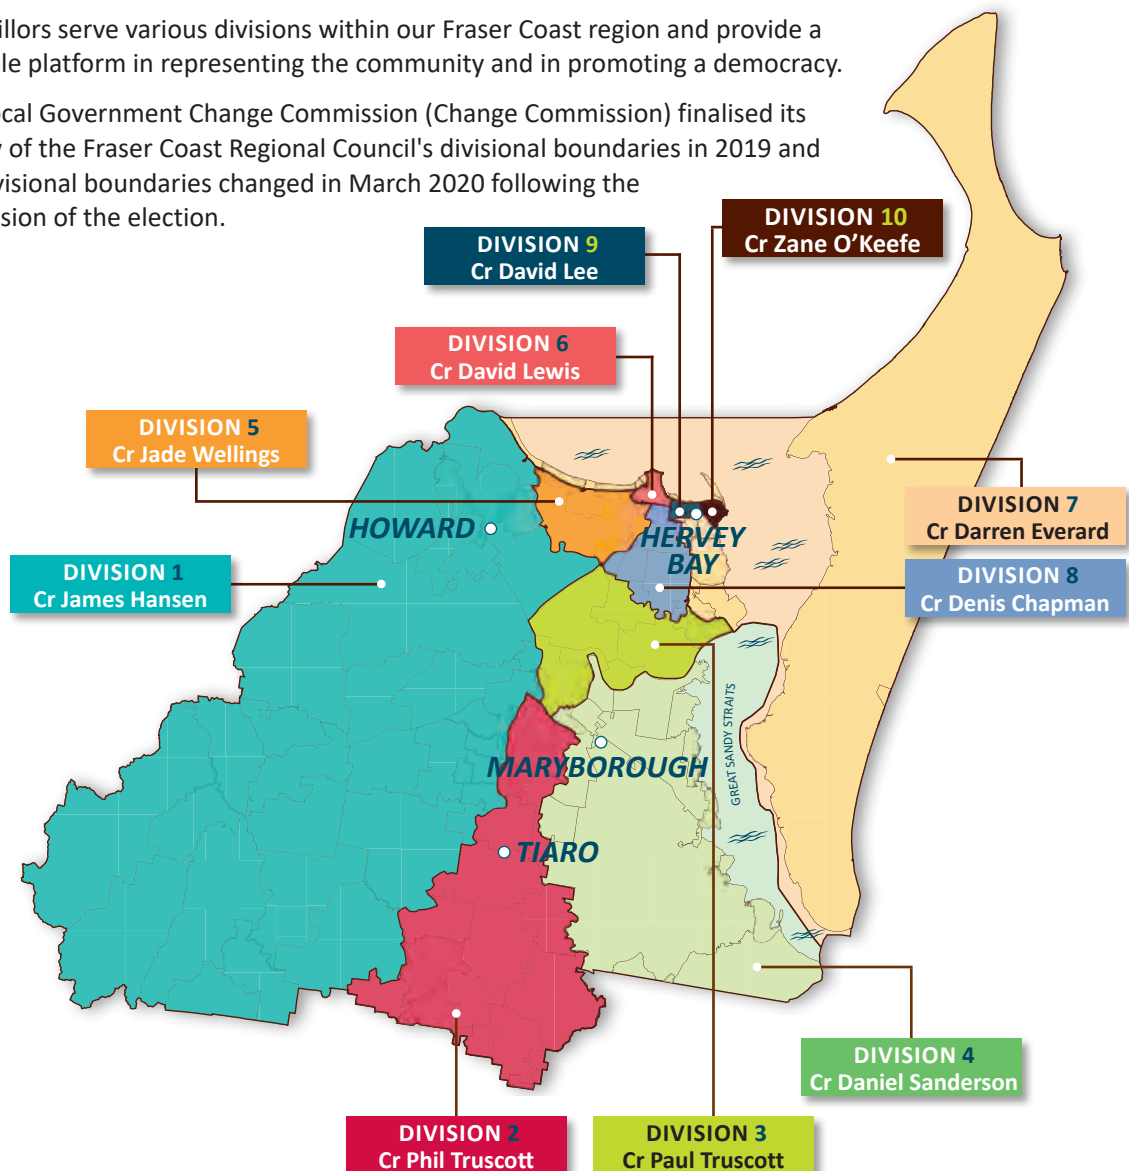 illors serve various divisions within our Fraser Coast region and provide a
le platform in representing the community and in promoting a democracy.
ocal Government Change Commission (Change Commission) finalised its
of the Fraser Coast Regional Council's divisional boundaries in 2019 and
visional boundaries changed in March 2020 following the
sion of the election.
DIVISION 10
Cr Zane O'Keefe
DIVISION 9
Cr David Lee
DIVISION 6
Cr David Lewis
DIVISION 5
Cr Jade Wellings
DIVISION 7
Cr Darren Everard
HOWARD
HERVEY
BAY
DIVISION 1
Cr James Hansen
DIVISION 8
Cr Denis Chapman
GREAT SANDY STRAITS
MARYBOROUGH
TIARO
DIVISION 4
Cr Daniel Sanderson
DIVISION 2
Cr Phil Truscott
DIVISION 3
Cr Paul Truscott